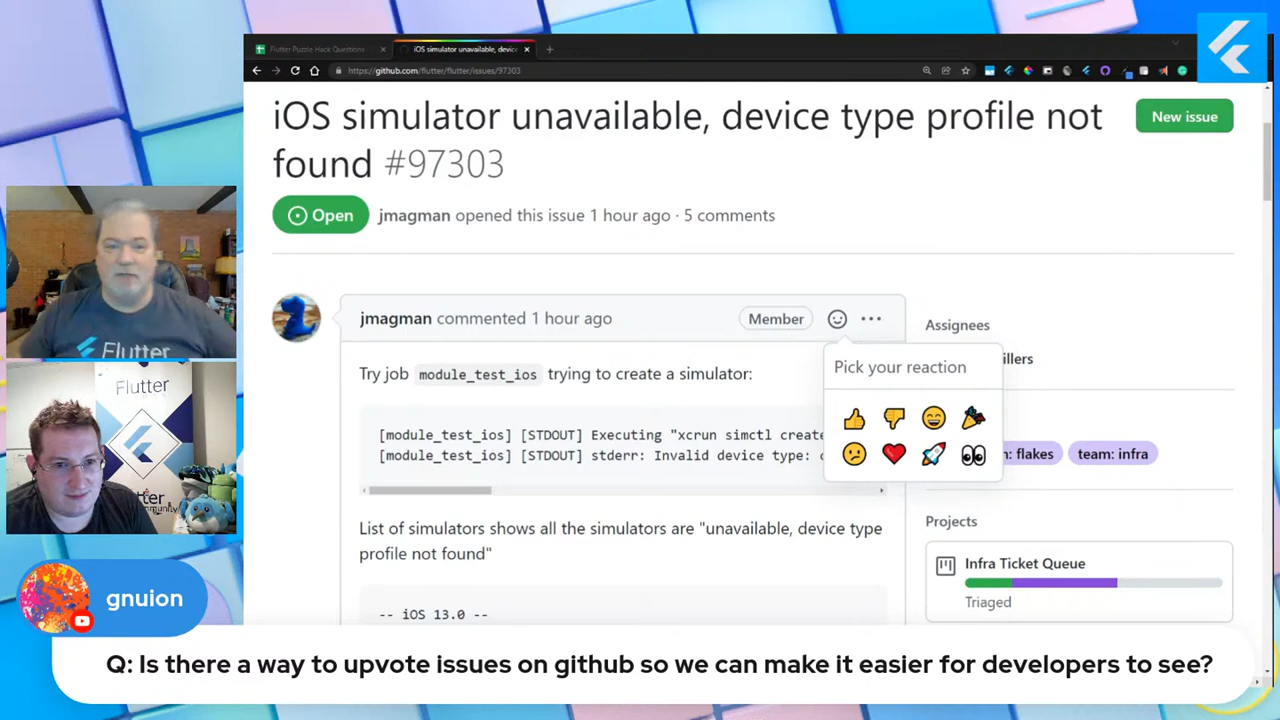 Flutter Puzzle Hack Questions
iOS simulator unavailable, devic
https://github.com/flutter/flutter/issues/97303
iOS simulator unavailable, device type profile not
found #97303
New issue
Open
jmagman opened this issue 1 hour ago · 5 comments
jmagman commented 1 hour ago
Member
Try job module_test_ios trying to create a simulator:
[module_test_ios] [STDOUT] Executing "xcrun simctl create
[module_test_ios] [STDOUT] stderr: Invalid device type:
List of simulators shows all the simulators are "unavailable, device type
profile not found"
-- iOS 13.0 --
Pick your reaction
Assignees
illers
: flakes
team: infra
Projects
Infra Ticket Queue
Triaged
Flutter
Flutter
tter
gnuion
Q: Is there a way to upvote issues on github so we can make it easier for developers to see?